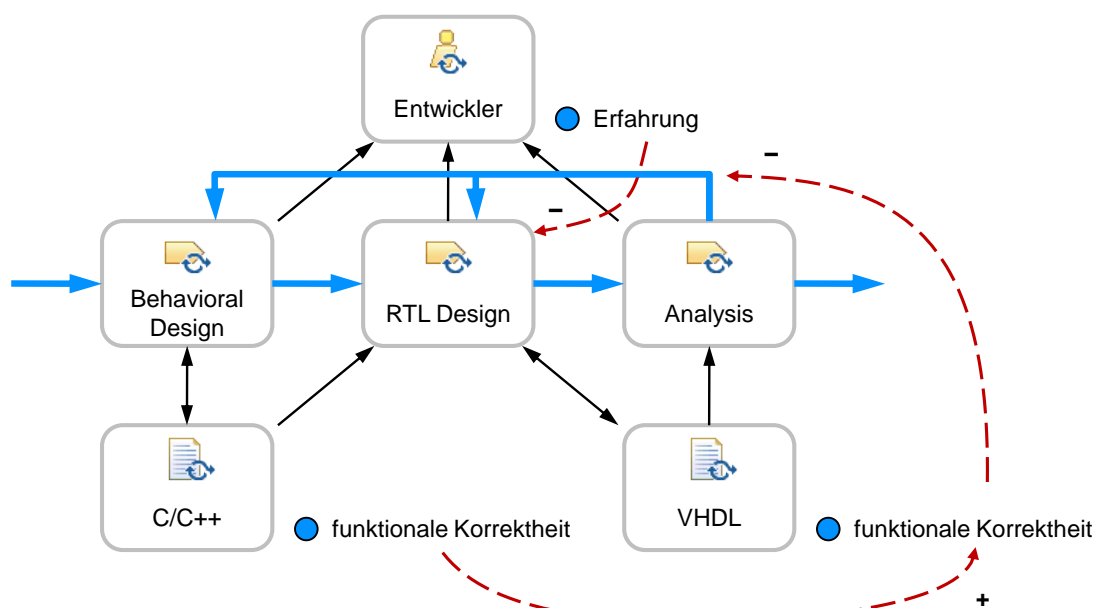 Entwickler
Erfahrung
–
–
Behavioral
Design
RTL Design
Analysis
C/C++
funktionale Korrektheit
VHDL
funktionale Korrektheit
+